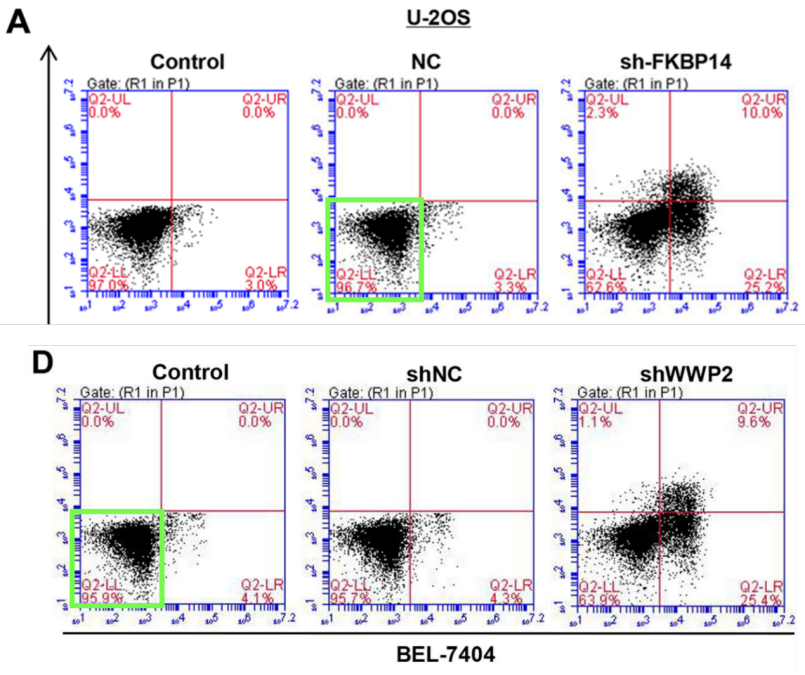 A
U-2OS
Control
NC
sh-FKBP14
Gate: (R1 in P1)
Gate: (R1 in P1)
Gate: (R1 in P1)
Q2-UL
0.0%
Q2-UR
0.0%
Q2-UL
0.0%
Q2-UR
0.0%
Q2-UL
2.3%
Q2-UR
10.0%
Q2-LL
97.0%
Q2-LR
3.0%
Q2-LL
96.7%
Q2-LR
3.3%
Q2-LL
62.6%
Q2-LR
25.2%
D
Control
shNC
shWWP2
Gate: (R1 in P1)
Gate: (R1 in P1)
Gate: (R1 in P1)
Q2-UL
0.0%
Q2-UR
0.0%
Q2-UL
0.0%
Q2-UR
0.0%
Q2-UL
1.1%
Q2-UR
9.6%
Q2-LL
95.9%
Q2-LR
4.1%
Q2-LL
95.7%
Q2-LR
4.3%
Q2-LL
63.9%
Q2-LR
25.4%
BEL-7404